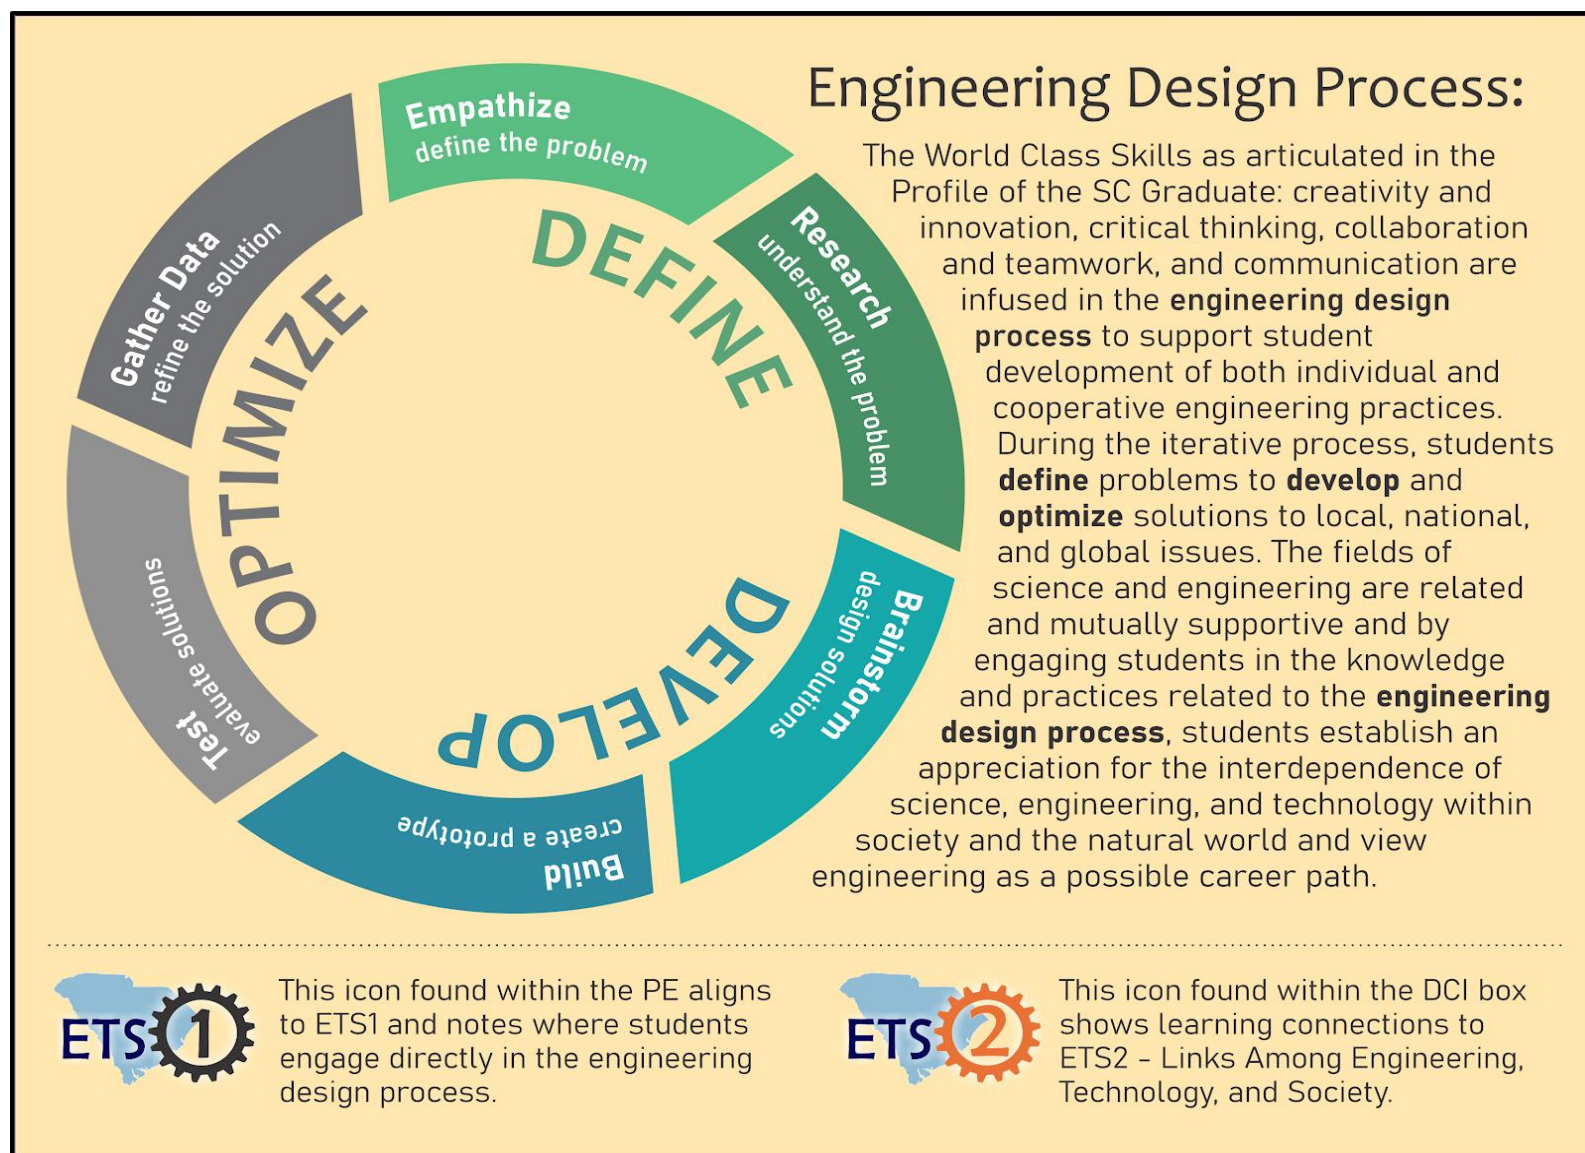 Engineering Design Process:
The World Class Skills as articulated in the
Profile of the SC Graduate: creativity and
innovation, critical thinking, collaboration
and teamwork, and communication are
infused in the engineering design
process to support student
development of both individual and
cooperative engineering practices.
During the iterative process, students
define problems to develop and
optimize solutions to local, national,
and global issues. The fields of
science and engineering are related
and mutually supportive and by
engaging students in the knowledge
and practices related to the engineering
design process, students establish an
appreciation for the interdependence of
science, engineering, and technology within
society and the natural world and view
engineering as a possible career path.
DEFINE
Empathize
define the problem
Research
understand the problem
DEVELOP
Brainstorm
design solutions
Build
create a prototype
OPTIMIZE
Test
evaluate solutions
Gather Data
refine the solution
ETS1
This icon found within the PE aligns
to ETS1 and notes where students
engage directly in the engineering
design process.
ETS2
This icon found within the DCI box
shows learning connections to
ETS2 - Links Among Engineering,
Technology, and Society.